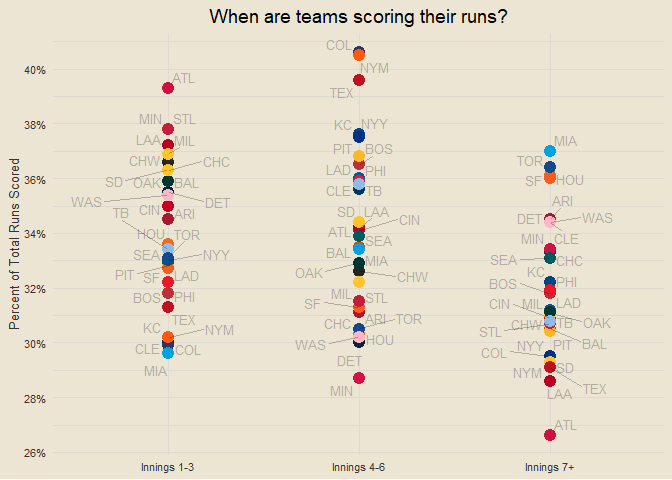 When are teams scoring their runs?
Percent of Total Runs Scored
40%
38%
36%
34%
32%
30%
28%
26%
ATL
MIN STL
LAA MIL
CHW CHC
SD OAK BAL
WAS DET
TB CIN ARI
HOU TOR
SEA NYY
PIT SF LAD
BOS PHI
TEX
KC NYM
CLE COL
MIA
COL
NYM
TEX
KC NYY
PIT BOS
LAD PHI
CLE TB
SD LAA CIN
ATL SEA
BAL MIA
OAK CHW
MIL STL
SF
CHC ARI TOR
WAS HOU
DET
MIN
MIA
TOR
SF HOU
ARI
DET WAS
MIN CLE
SEA CHC
KC PHI
BOS
CIN MIL LAD
CHW TB OAK
STL BAL
NYY PIT
COL
NYM SD
LAA TEX
ATL
Innings 1-3
Innings 4-6
Innings 7+